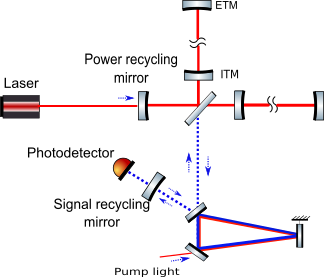 ETM
ITM
Power recycling
mirror
Laser
Photodetector
Signal recycling
mirror
Pump light